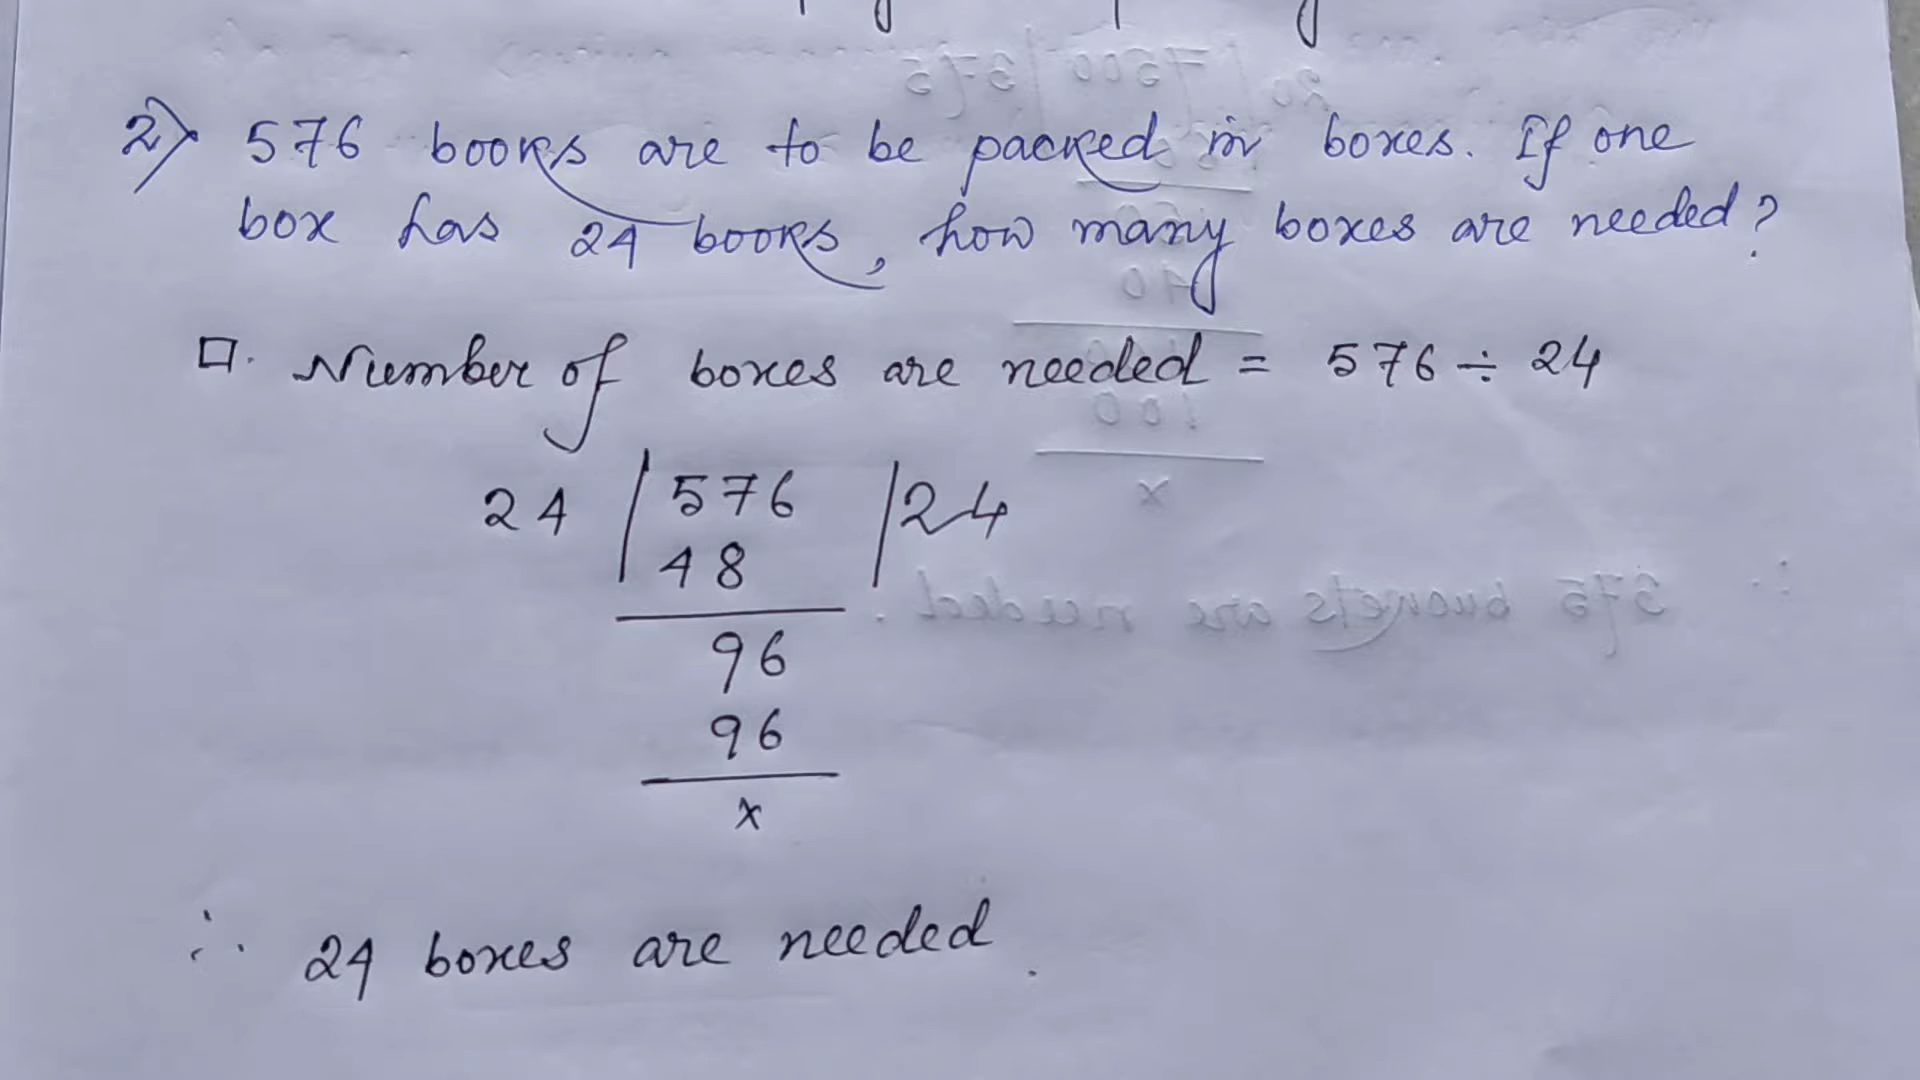 2) 576 books are to be packed in boxes. If one
box has 24 books, how many boxes are needed?
□. Number of boxes are needed = 576 ÷ 24
24 | 576 | 24
48
96
96
x
∴ 24 boxes are needed.